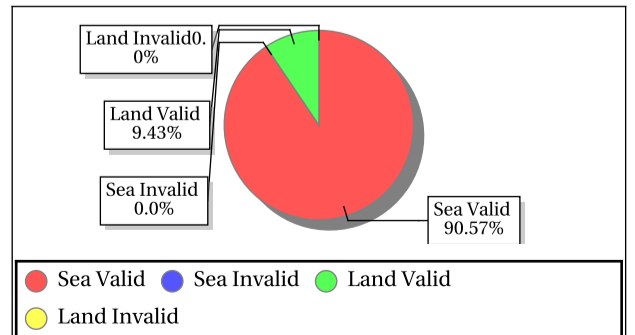 Land Invalid0.
0%
Land Valid
9.43%
Sea Invalid
0.0%
Sea Valid
90.57%
Sea Valid Sea Invalid Land Valid
Land Invalid